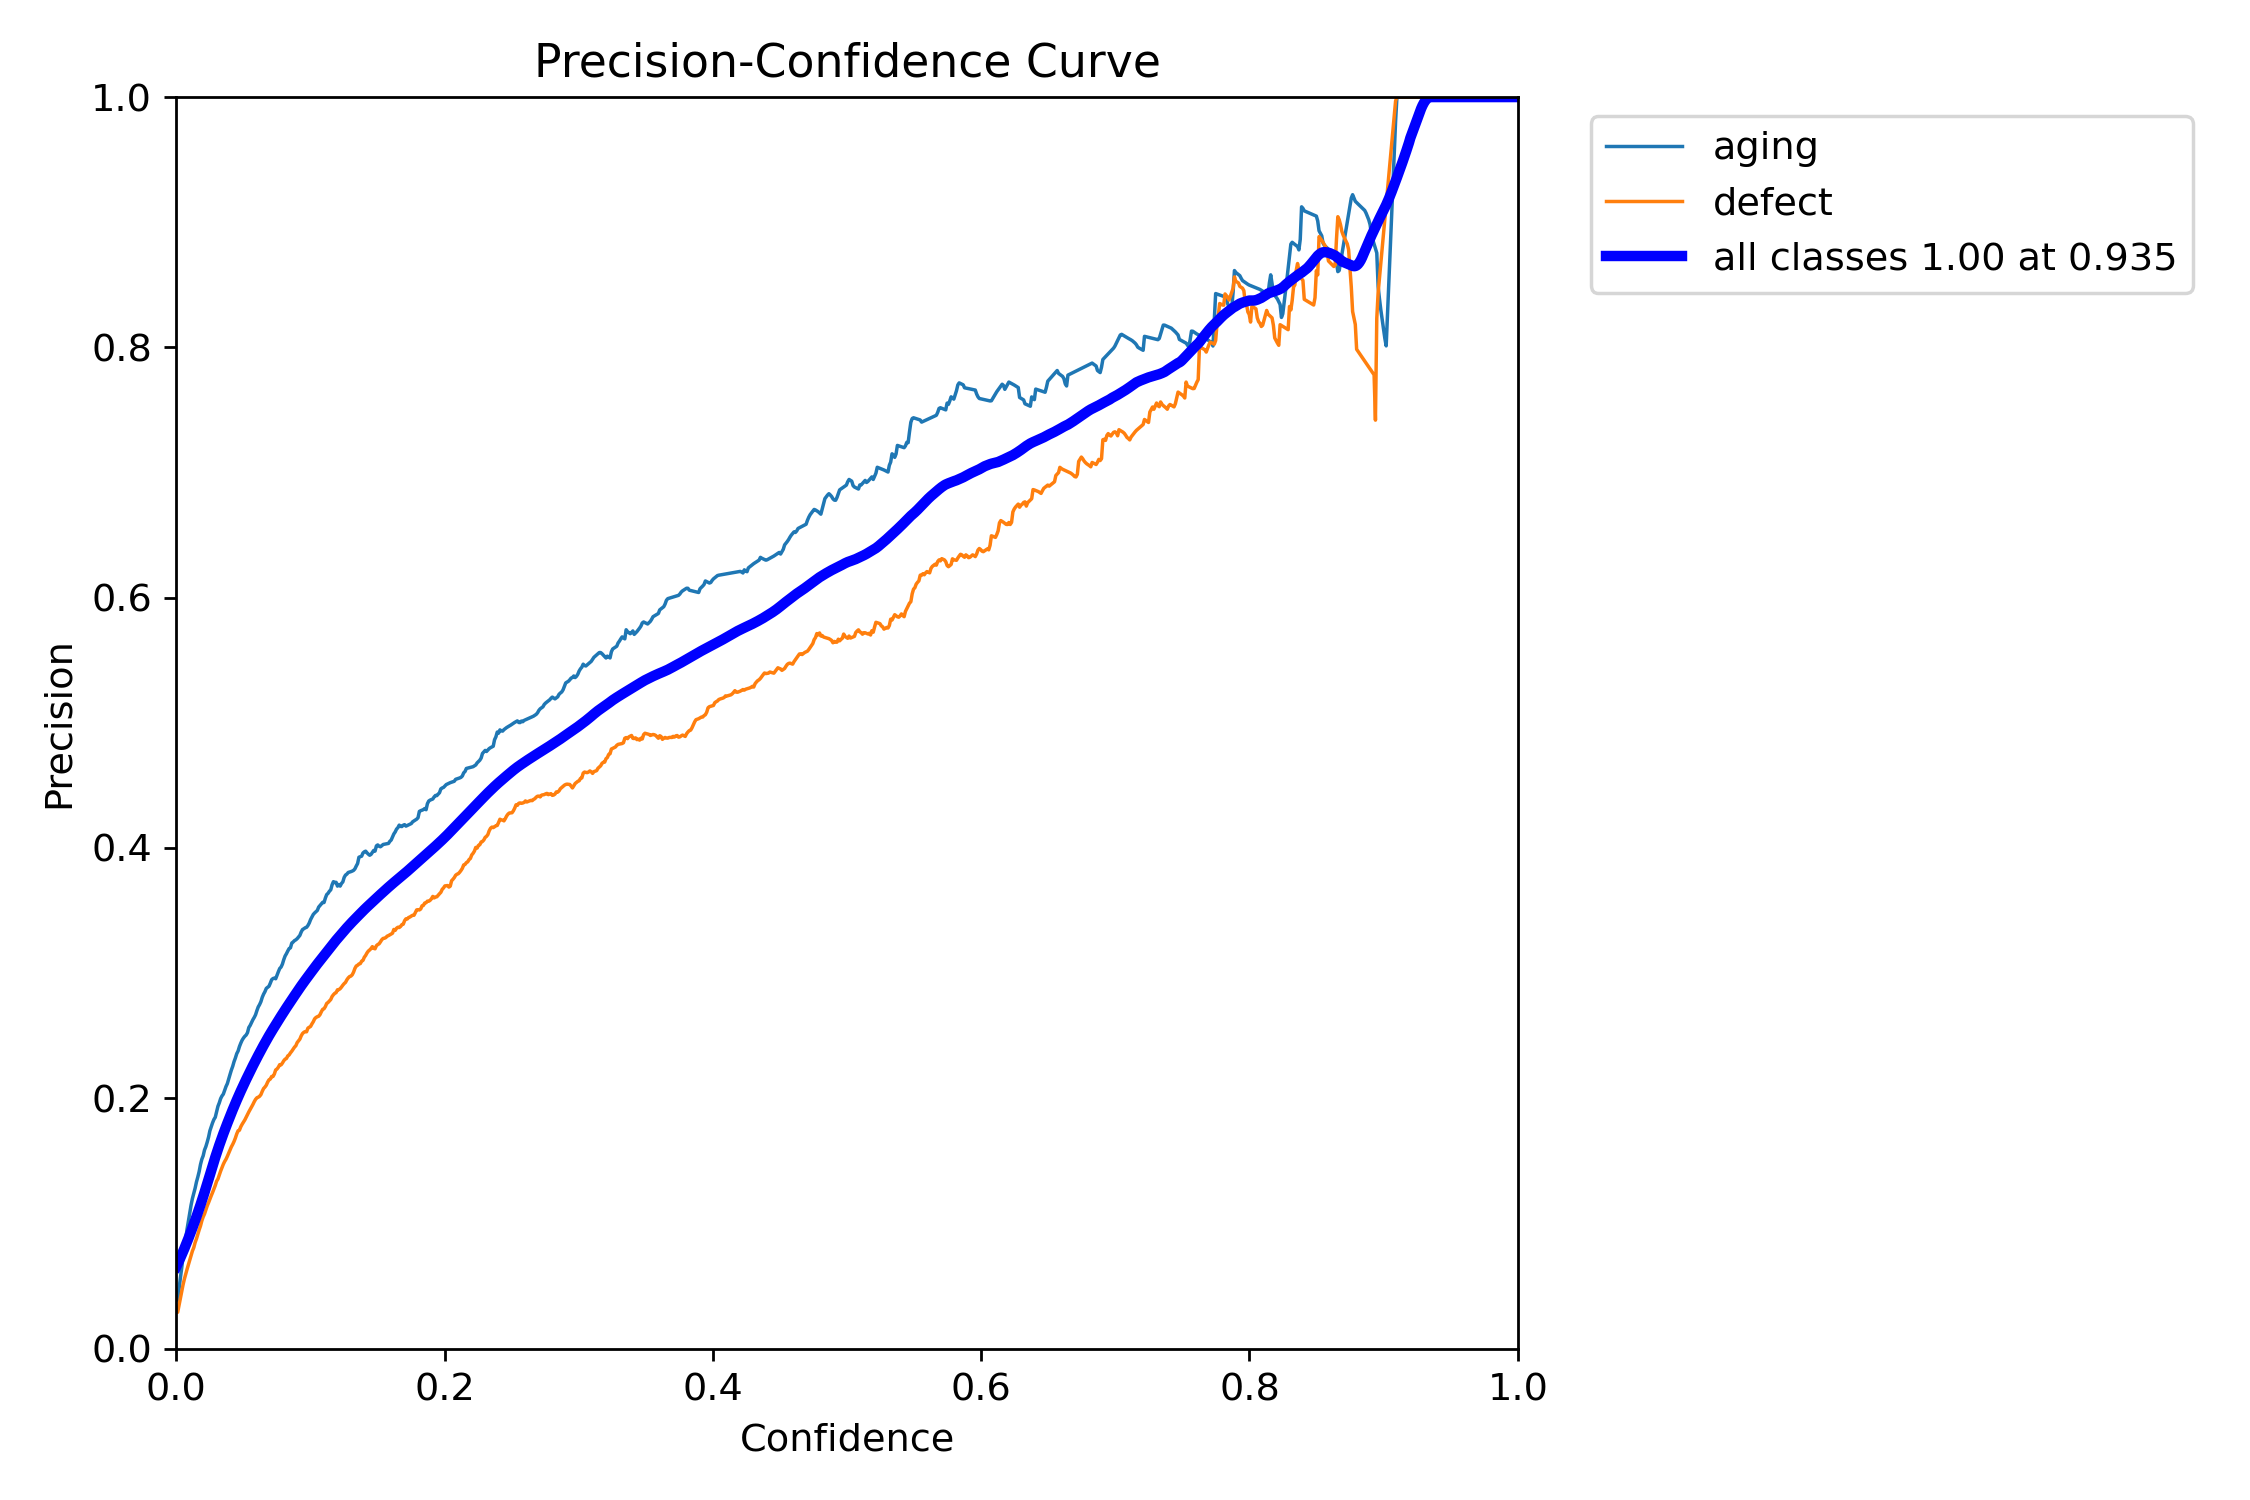 Precision-Confidence Curve
1.0
0.8
0.6
0.4
0.2
0.0
Precision
0.0 0.2 0.4 0.6 0.8 1.0
Confidence
aging
defect
all classes 1.00 at 0.935